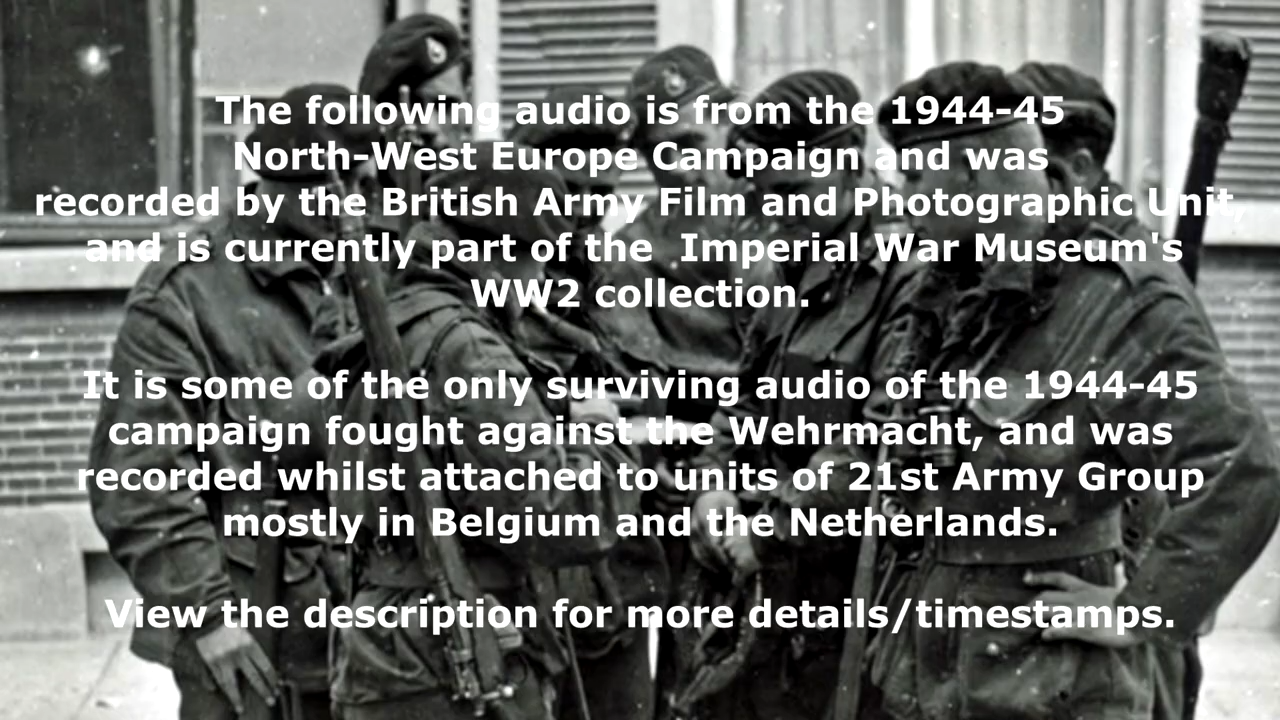 The following audio is from the 1944-45
North-West Europe Campaign and was
recorded by the British Army Film and Photographic Unit,
and is currently part of the  Imperial War Museum's
WW2 collection.
It is some of the only surviving audio of the 1944-45
campaign fought against the Wehrmacht, and was
recorded whilst attached to units of 21st Army Group
mostly in Belgium and the Netherlands.
View the description for more details/timestamps.